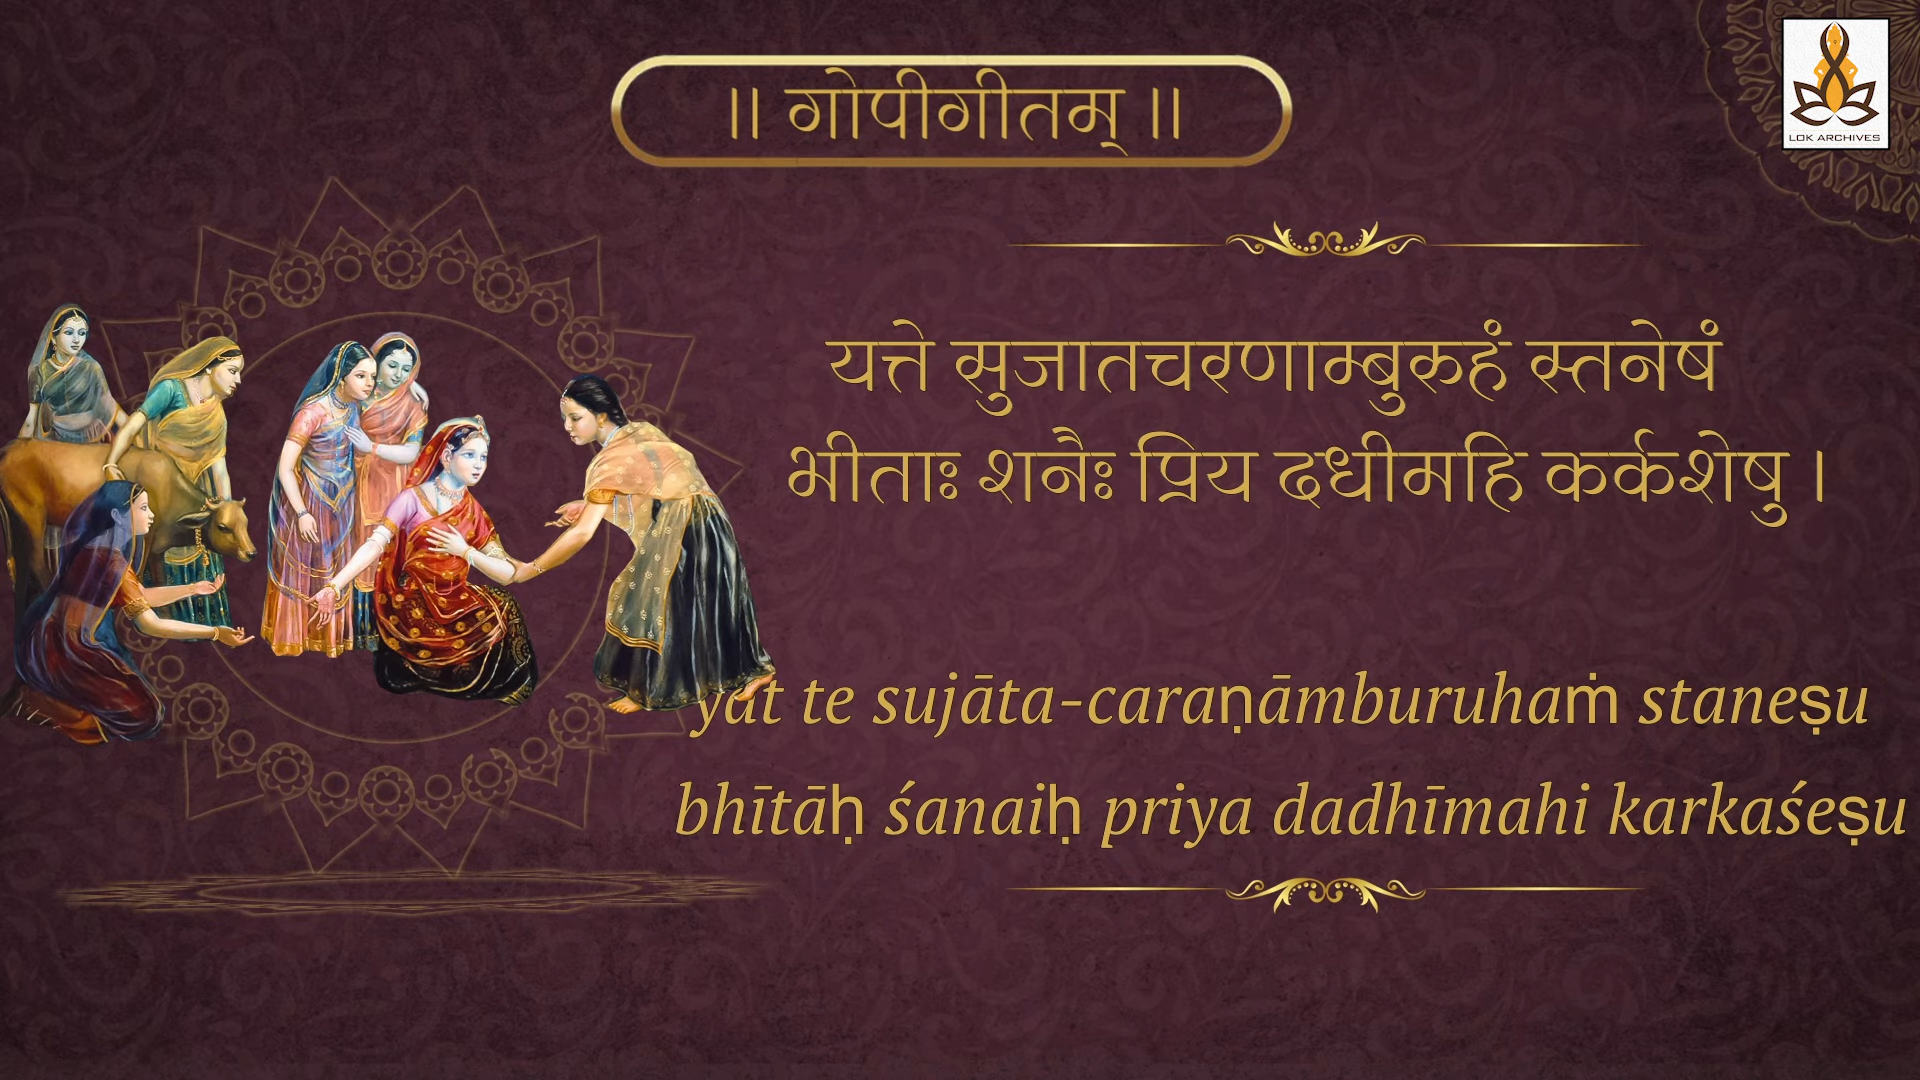 ॥ गोपीगीतम् ॥
LOK ARCHIVES
यत्ते सुजातचरणाम्बुरुहं स्तनेषं
भीताः शनैः प्रिय दधीमहि कर्कशेषु ।
yat te sujāta-caraṇāmburuhaṁ staneṣu
bhītāḥ śanaiḥ priya dadhīmahi karkaśeṣu